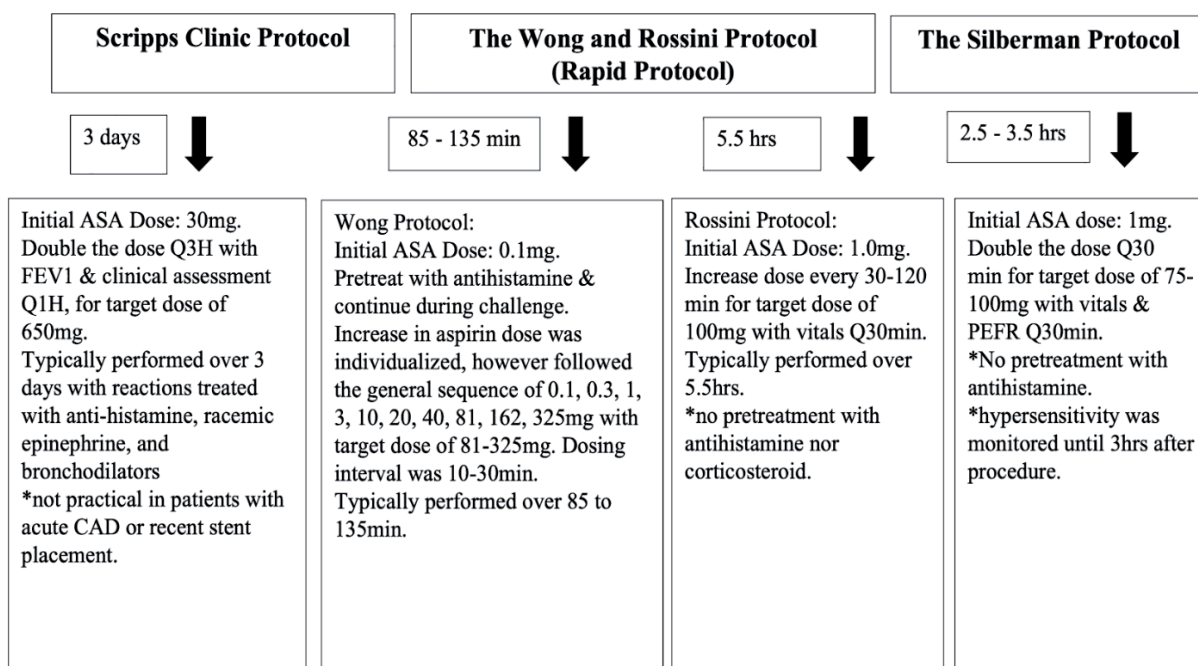 Scripps Clinic Protocol
The Wong and Rossini Protocol
(Rapid Protocol)
The Silberman Protocol
3 days
85 - 135 min
5.5 hrs
2.5 - 3.5 hrs
Initial ASA Dose: 30mg.
Double the dose Q3H with
FEV1 & clinical assessment
Q1H, for target dose of
650mg.
Typically performed over 3
days with reactions treated
with anti-histamine, racemic
epinephrine, and
bronchodilators
*not practical in patients with
acute CAD or recent stent
placement.
Wong Protocol:
Initial ASA Dose: 0.1mg.
Pretreat with antihistamine &
continue during challenge.
Increase in aspirin dose was
individualized, however followed
the general sequence of 0.1, 0.3, 1,
3, 10, 20, 40, 81, 162, 325mg with
target dose of 81-325mg. Dosing
interval was 10-30min.
Typically performed over 85 to
135min.
Rossini Protocol:
Initial ASA Dose: 1.0mg.
Increase dose every 30-120
min for target dose of
100mg with vitals Q30min.
Typically performed over
5.5hrs.
*no pretreatment with
antihistamine nor
corticosteroid.
Initial ASA dose: 1mg.
Double the dose Q30
min for target dose of 75-
100mg with vitals &
PEFR Q30min.
*No pretreatment with
antihistamine.
*hypersensitivity was
monitored until 3hrs after
procedure.